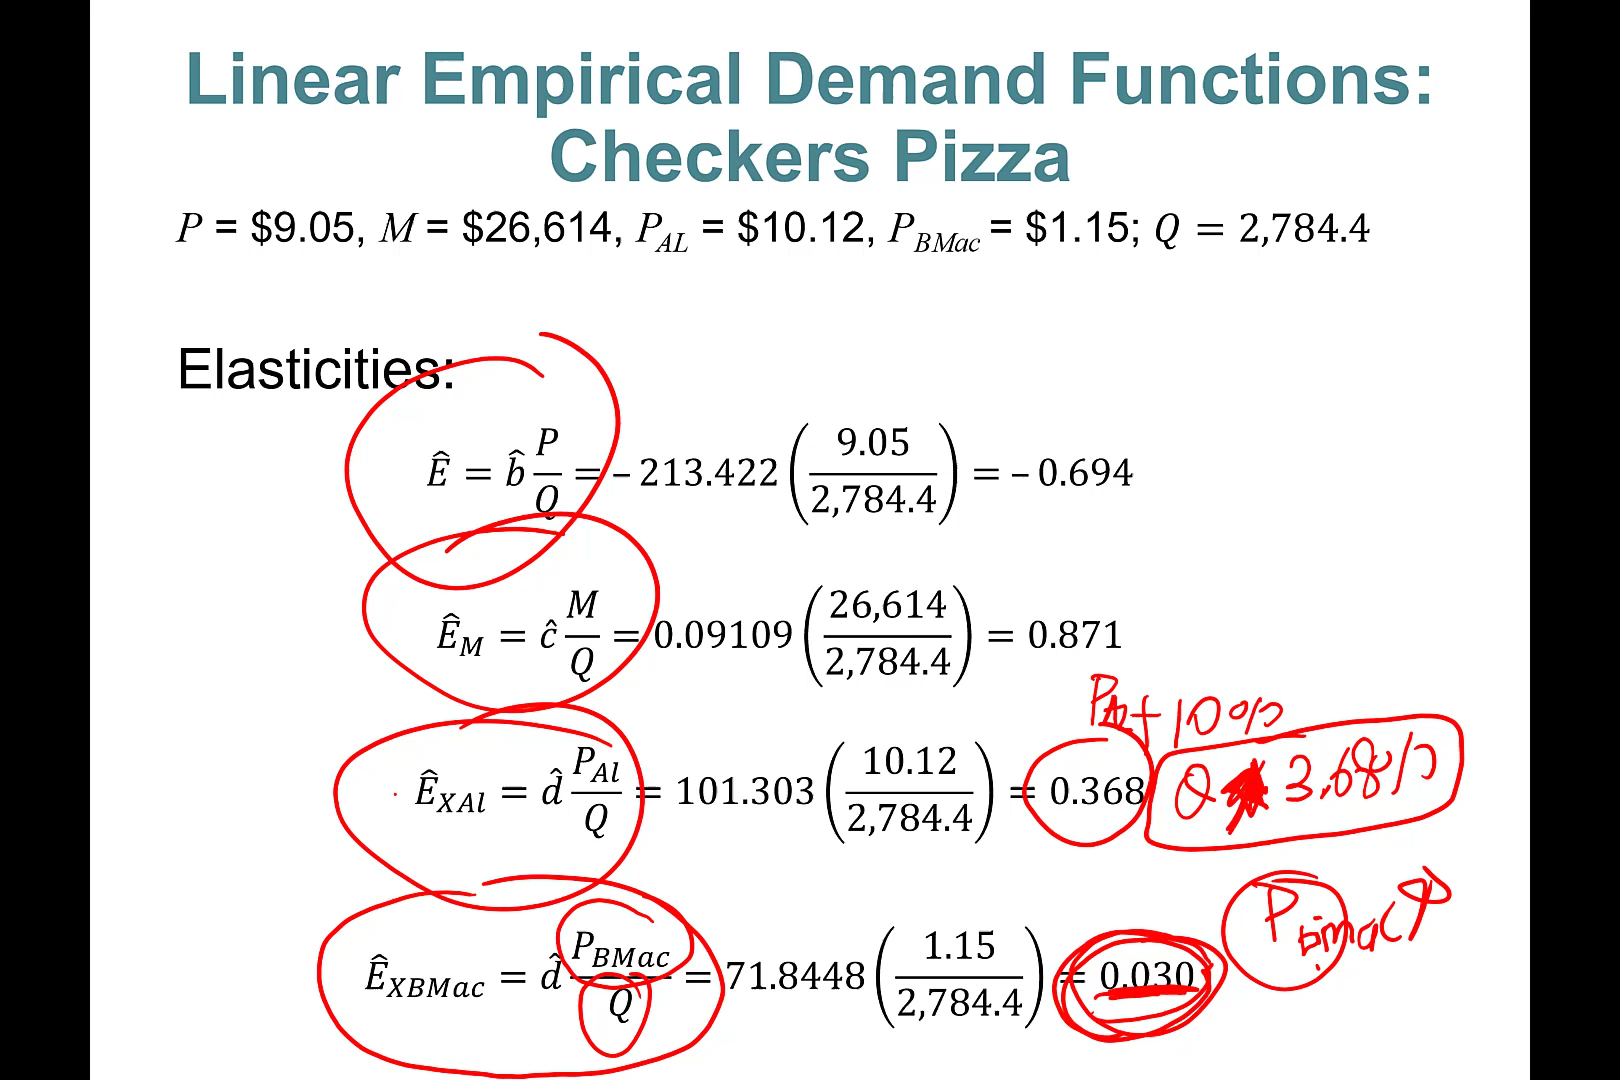 Linear Empirical Demand Functions:
Checkers Pizza
P = $9.05, M = $26,614, P_AL = $10.12, P_BMac = $1.15; Q = 2,784.4
Elasticities:
Ê = b̂ P/Q = – 213.422 (9.05/2,784.4) = – 0.694
Ê_M = ĉ M/Q = 0.09109 (26,614/2,784.4) = 0.871
P_Al ↑ 10%
Ê_XAl = d̂ P_Al/Q = 101.303 (10.12/2,784.4) = 0.368
Q ↑ 3.68%
P_BMac ↑
Ê_XBMac = d̂ P_BMac/Q = 71.8448 (1.15/2,784.4) = 0.030